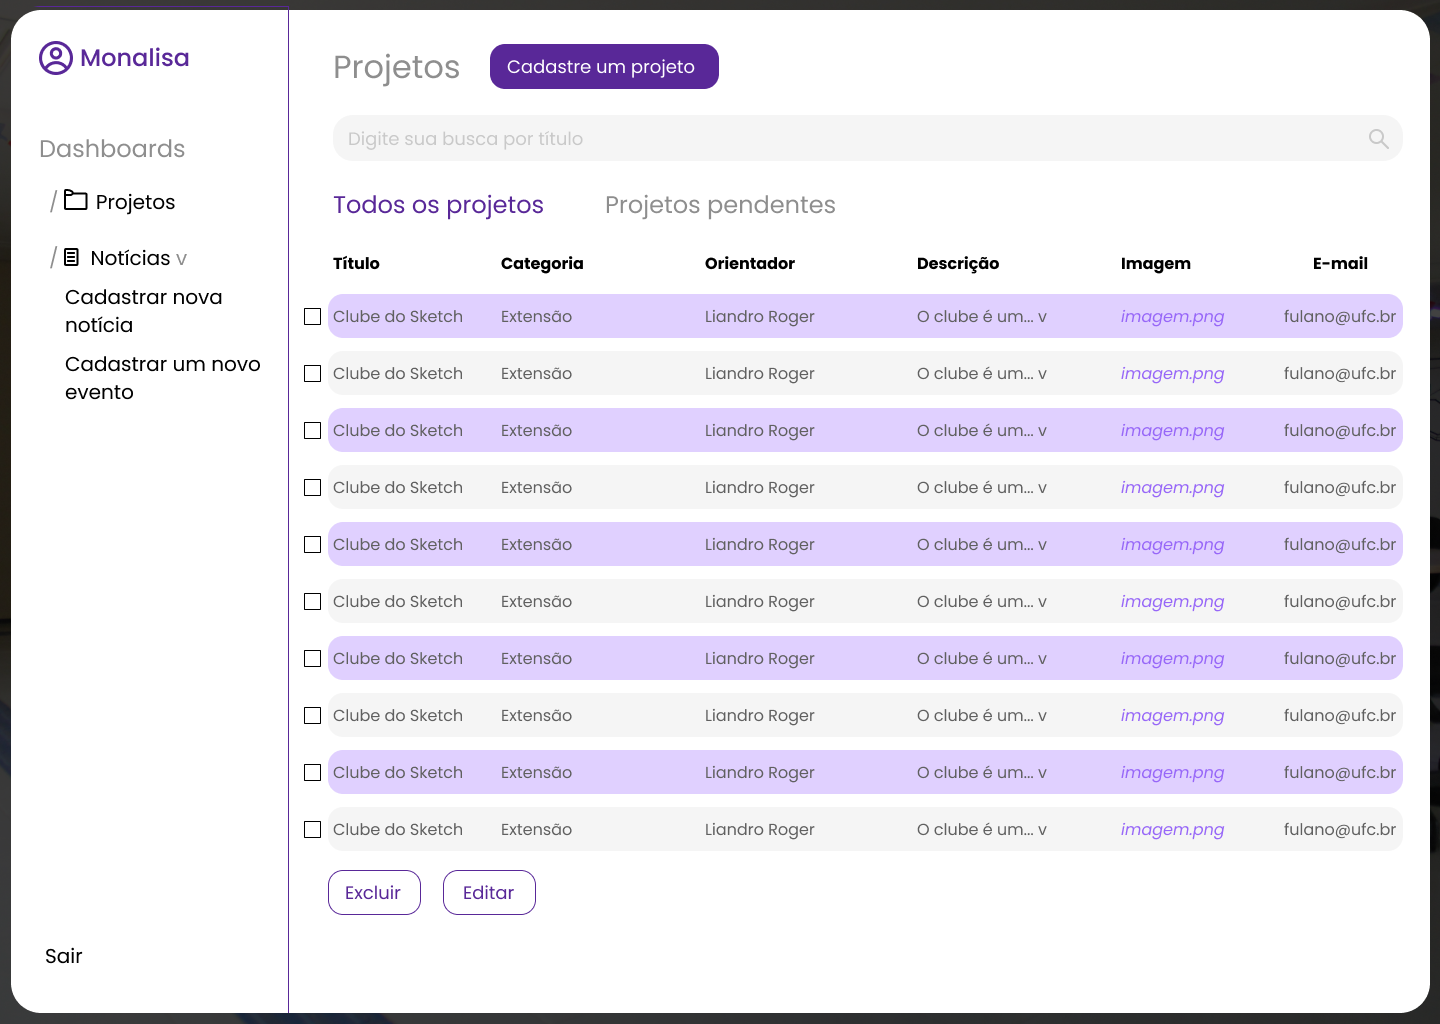 Monalisa
Dashboards
/ Projetos
/ Notícias v
Cadastrar nova
notícia
Cadastrar um novo
evento
Sair
Projetos
Cadastre um projeto
Digite sua busca por título
Todos os projetos Projetos pendentes
Título Categoria Orientador Descrição Imagem E-mail
Clube do Sketch Extensão Liandro Roger O clube é um... v imagem.png fulano@ufc.br
Clube do Sketch Extensão Liandro Roger O clube é um... v imagem.png fulano@ufc.br
Clube do Sketch Extensão Liandro Roger O clube é um... v imagem.png fulano@ufc.br
Clube do Sketch Extensão Liandro Roger O clube é um... v imagem.png fulano@ufc.br
Clube do Sketch Extensão Liandro Roger O clube é um... v imagem.png fulano@ufc.br
Clube do Sketch Extensão Liandro Roger O clube é um... v imagem.png fulano@ufc.br
Clube do Sketch Extensão Liandro Roger O clube é um... v imagem.png fulano@ufc.br
Clube do Sketch Extensão Liandro Roger O clube é um... v imagem.png fulano@ufc.br
Clube do Sketch Extensão Liandro Roger O clube é um... v imagem.png fulano@ufc.br
Clube do Sketch Extensão Liandro Roger O clube é um... v imagem.png fulano@ufc.br
Excluir Editar